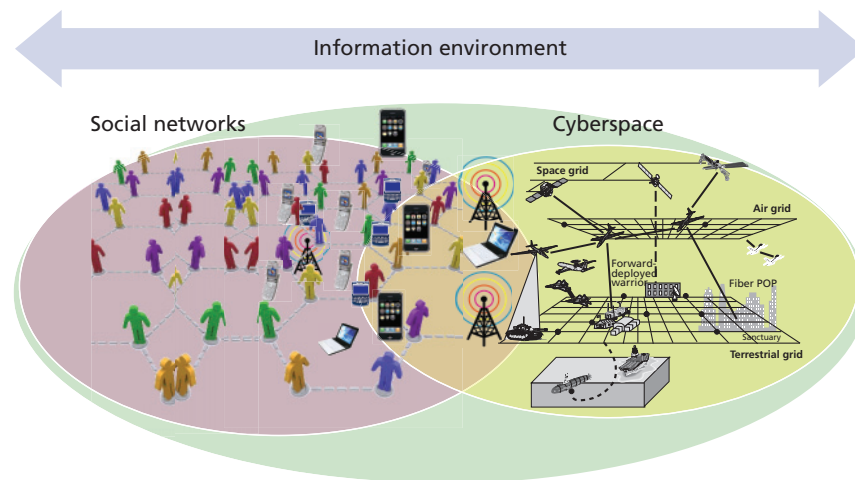 Information environment
Social networks
Cyberspace
Space grid
Air grid
Forward-
deployed
warrior
Fiber POP
Sanctuary
Terrestrial grid